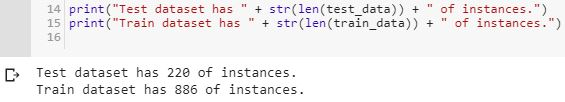 14 print("Test dataset has " + str(len(test_data)) + " of instances.")
15 print("Train dataset has " + str(len(train_data)) + " of instances.")
16
Test dataset has 220 of instances.
Train dataset has 886 of instances.